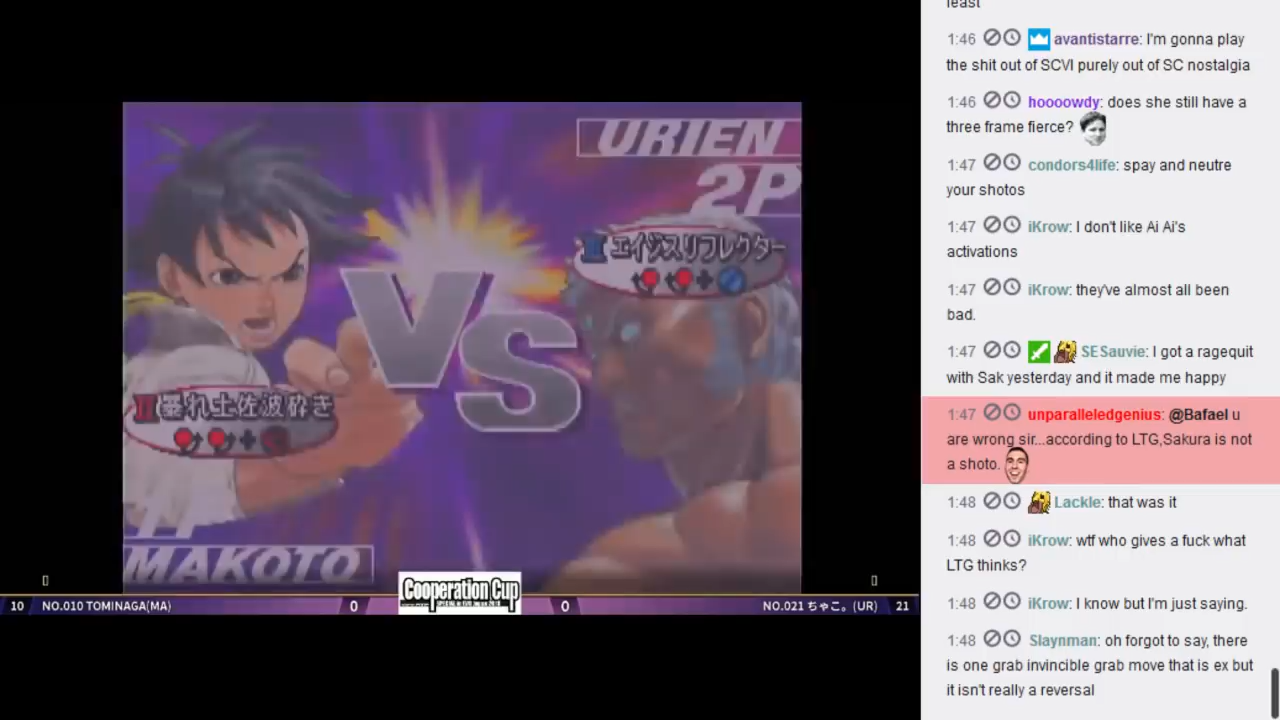 URIEN
2P
III エイジスリフレクター
VS
II 暴れ土佐波砕き
MAKOTO
Cooperation Cup
10 NO.010 TOMINAGA(MA) 0
0 NO.021 ちゃこ。(UR) 21
least
1:46 avantistarre: I'm gonna play
the shit out of SCVI purely out of SC nostalgia
1:46 hoooowdy: does she still have a
three frame fierce?
1:47 condors4life: spay and neutre
your shotos
1:47 iKrow: I don't like Ai Ai's
activations
1:47 iKrow: they've almost all been
bad.
1:47 SESauvie: I got a ragequit
with Sak yesterday and it made me happy
1:47 unparalleledgenius: @Bafael u
are wrong sir...according to LTG,Sakura is not
a shoto.
1:48 Lackle: that was it
1:48 iKrow: wtf who gives a fuck what
LTG thinks?
1:48 iKrow: I know but I'm just saying.
1:48 Slaynman: oh forgot to say, there
is one grab invincible grab move that is ex but
it isn't really a reversal